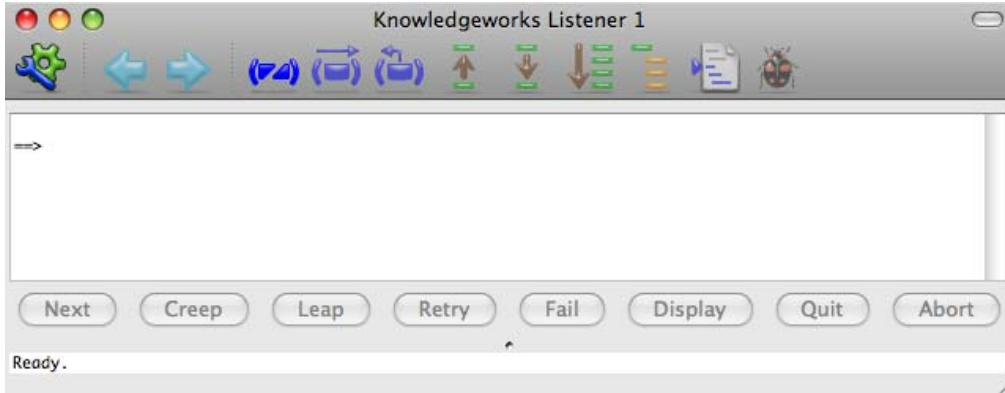 Knowledgeworks Listener 1
==>
Next Creep Leap Retry Fail Display Quit Abort
Ready.